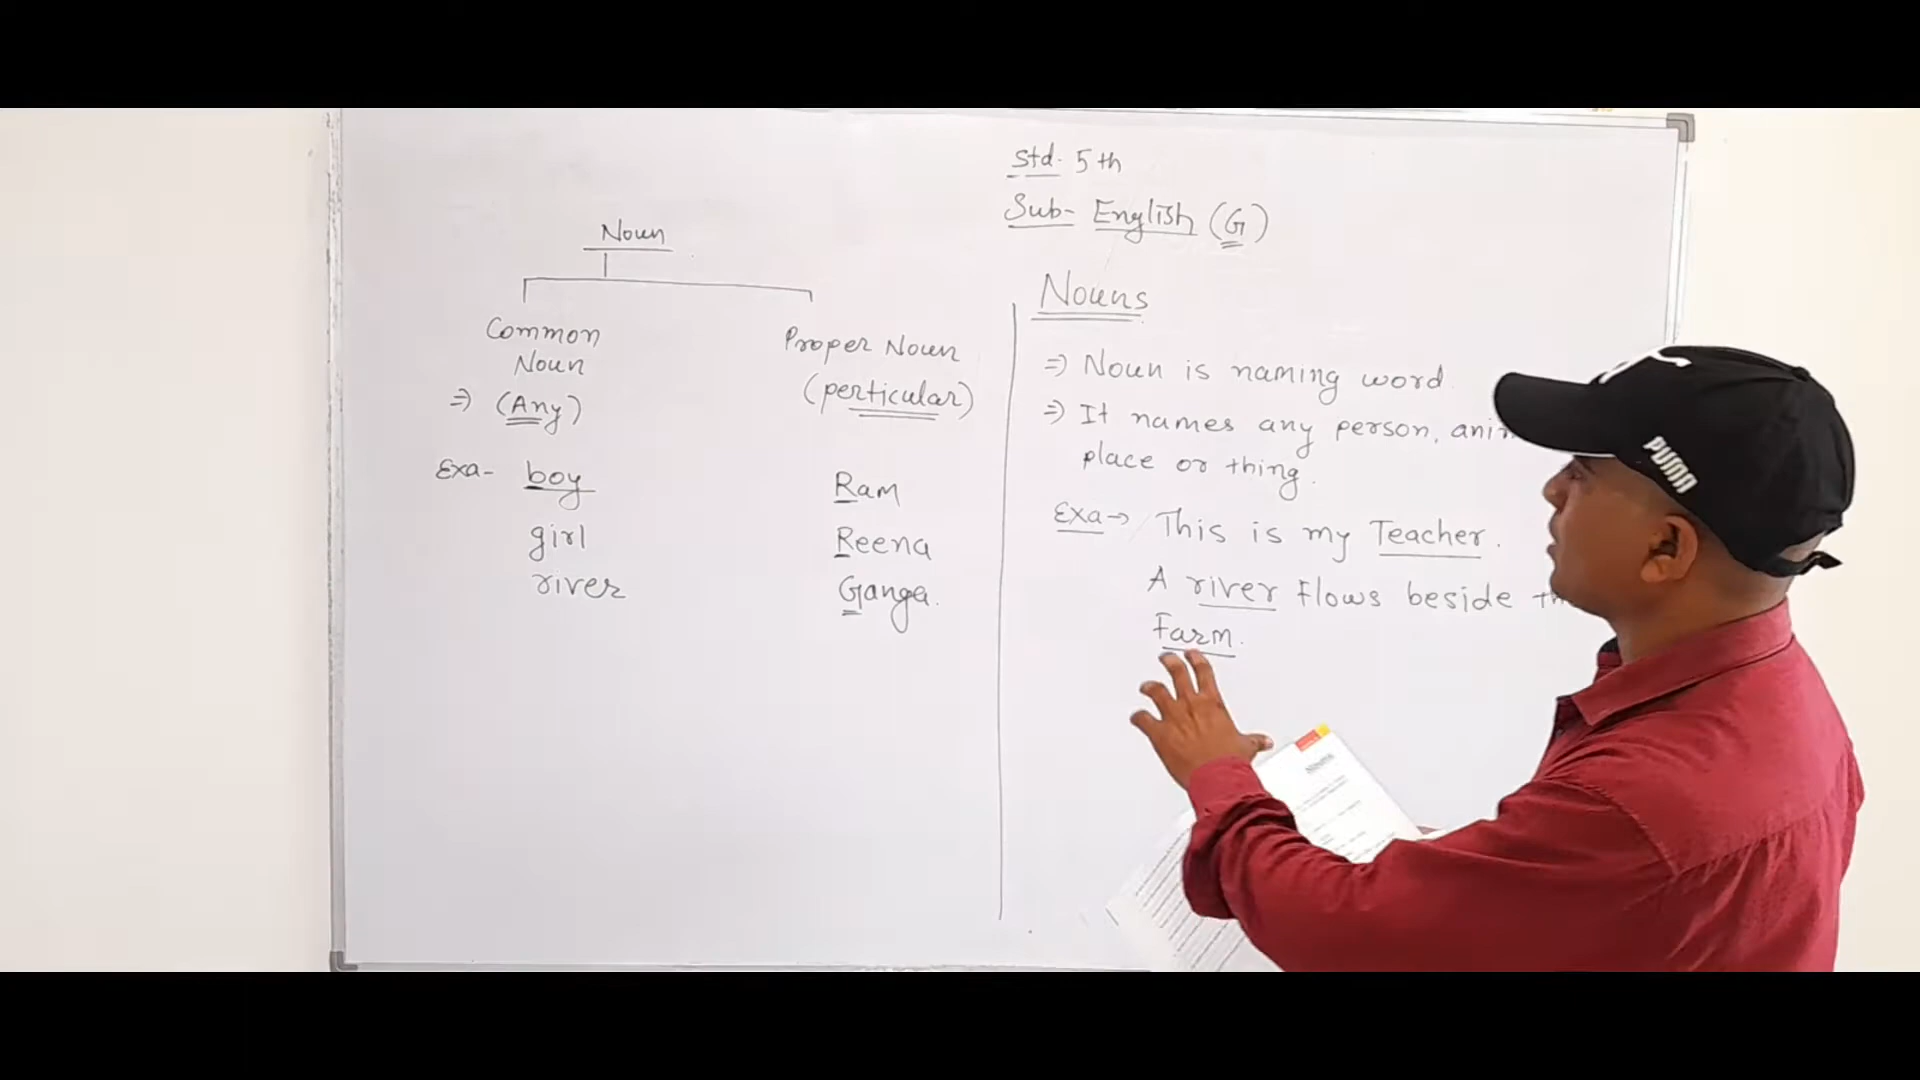 Std. 5th
Sub- English (G)
Noun
Common
Noun
⇒ (Any)
Exa- boy
girl
river
Proper Noun
(perticular)
Ram
Reena
Ganga.
Nouns
⇒ Noun is naming word
⇒ It names any person,
place or thing.
Exa → This is my Teacher.
A river flows beside
Farm.
PUMA
Nouns